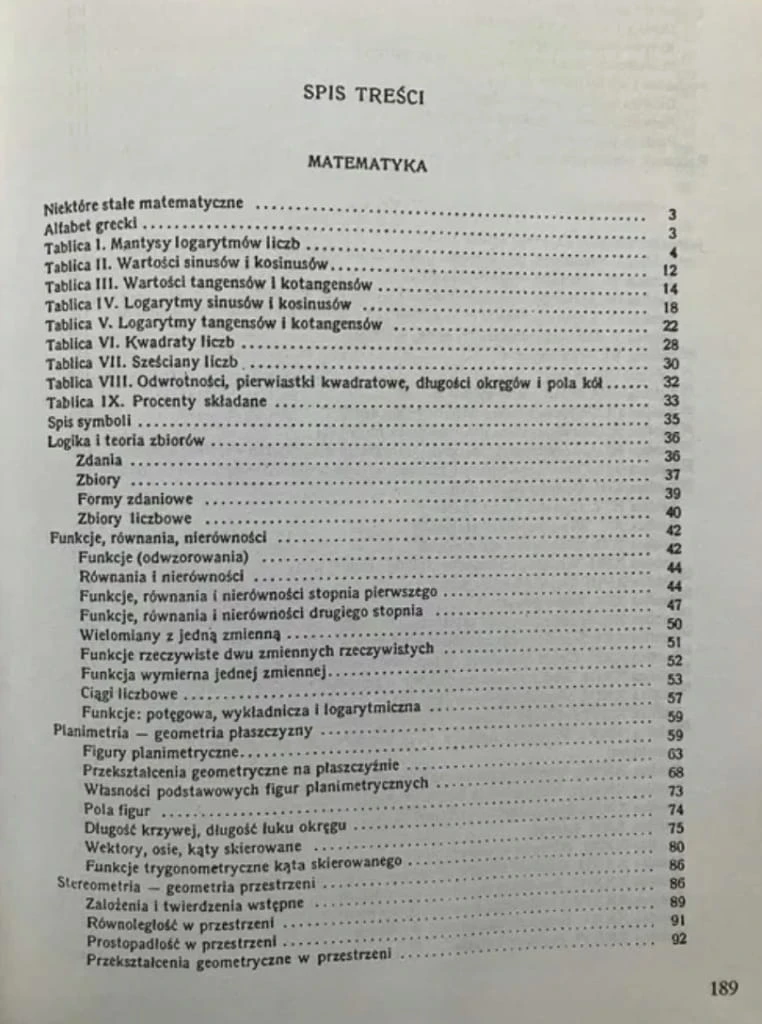 SPIS TREŚCI
MATEMATYKA
Niektóre stałe matematyczne ........ 3
Alfabet grecki ........ 3
Tablica I. Mantysy logarytmów liczb ........ 4
Tablica II. Wartości sinusów i kosinusów ........ 12
Tablica III. Wartości tangensów i kotangensów ........ 14
Tablica IV. Logarytmy sinusów i kosinusów ........ 18
Tablica V. Logarytmy tangensów i kotangensów ........ 22
Tablica VI. Kwadraty liczb ........ 28
Tablica VII. Sześciany liczb ........ 30
Tablica VIII. Odwrotności, pierwiastki kwadratowe, długości okręgów i pola kół ...... 32
Tablica IX. Procenty składane ........ 33
Spis symboli ........ 35
Logika i teoria zbiorów ........ 36
Zdania ........ 36
Zbiory ........ 37
Formy zdaniowe ........ 39
Zbiory liczbowe ........ 40
Funkcje, równania, nierówności ........ 42
Funkcje (odwzorowania) ........ 42
Równania i nierówności ........ 44
Funkcje, równania i nierówności stopnia pierwszego ........ 44
Funkcje, równania i nierówności drugiego stopnia ........ 47
Wielomiany z jedną zmienną ........ 50
Funkcje rzeczywiste dwu zmiennych rzeczywistych ........ 51
Funkcja wymierna jednej zmiennej ........ 52
Ciągi liczbowe ........ 53
Funkcje: potęgowa, wykładnicza i logarytmiczna ........ 57
Planimetria — geometria płaszczyzny ........ 59
Figury planimetryczne ........ 59
Przekształcenia geometryczne na płaszczyźnie ........ 63
Własności podstawowych figur planimetrycznych ........ 68
Pola figur ........ 73
Długość krzywej, długość łuku okręgu ........ 74
Wektory, osie, kąty skierowane ........ 75
Funkcje trygonometryczne kąta skierowanego ........ 80
Stereometria — geometria przestrzeni ........ 86
Założenia i twierdzenia wstępne ........ 86
Równoległość w przestrzeni ........ 89
Prostopadłość w przestrzeni ........ 91
Przekształcenia geometryczne w przestrzeni ........ 92
189